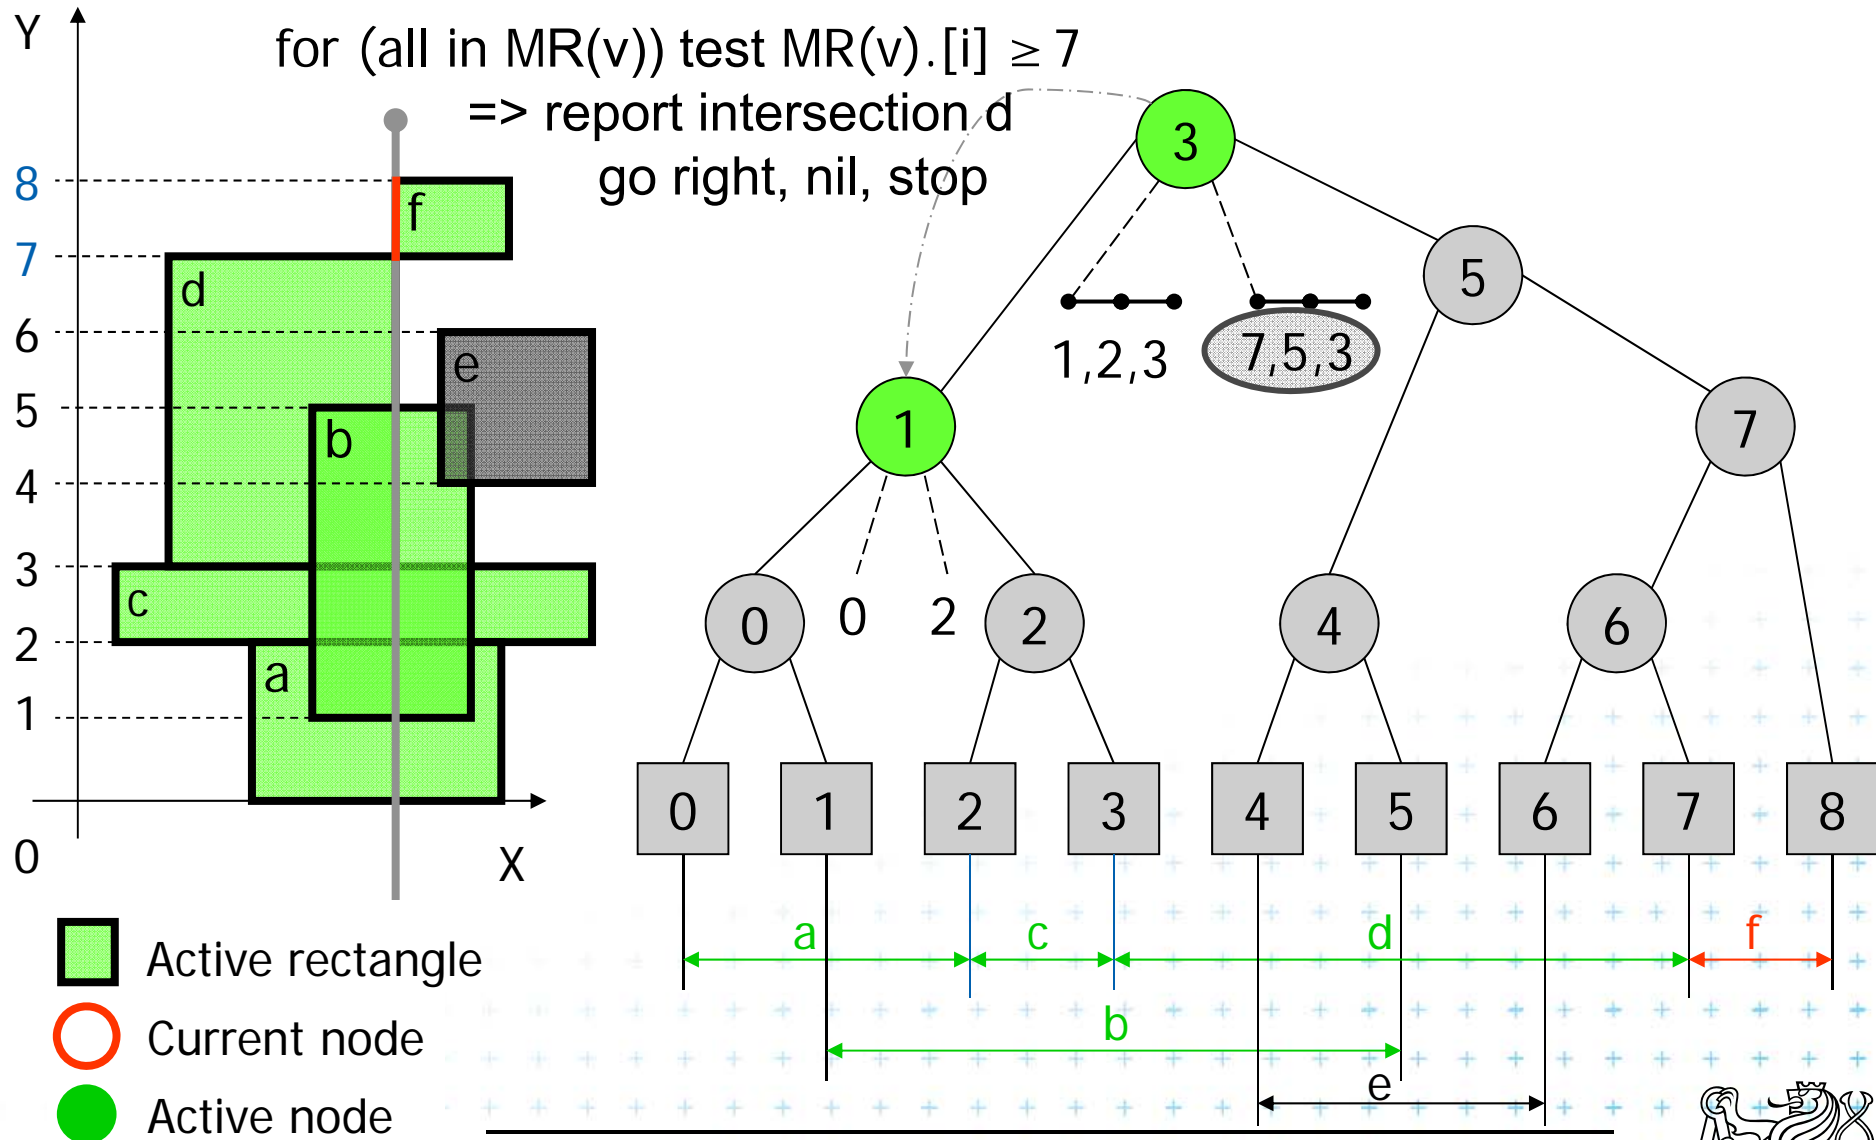 for (all in MR(v)) test MR(v).[i] ≥ 7
=> report intersection d
go right, nil, stop
Y
8
7
6
5
4
3
2
1
0
X
f
d
e
b
c
a
3
5
1,2,3
7,5,3
1
7
0
0
2
2
4
6
0 1 2 3 4 5 6 7 8
a c d f
b
e
Active rectangle
Current node
Active node